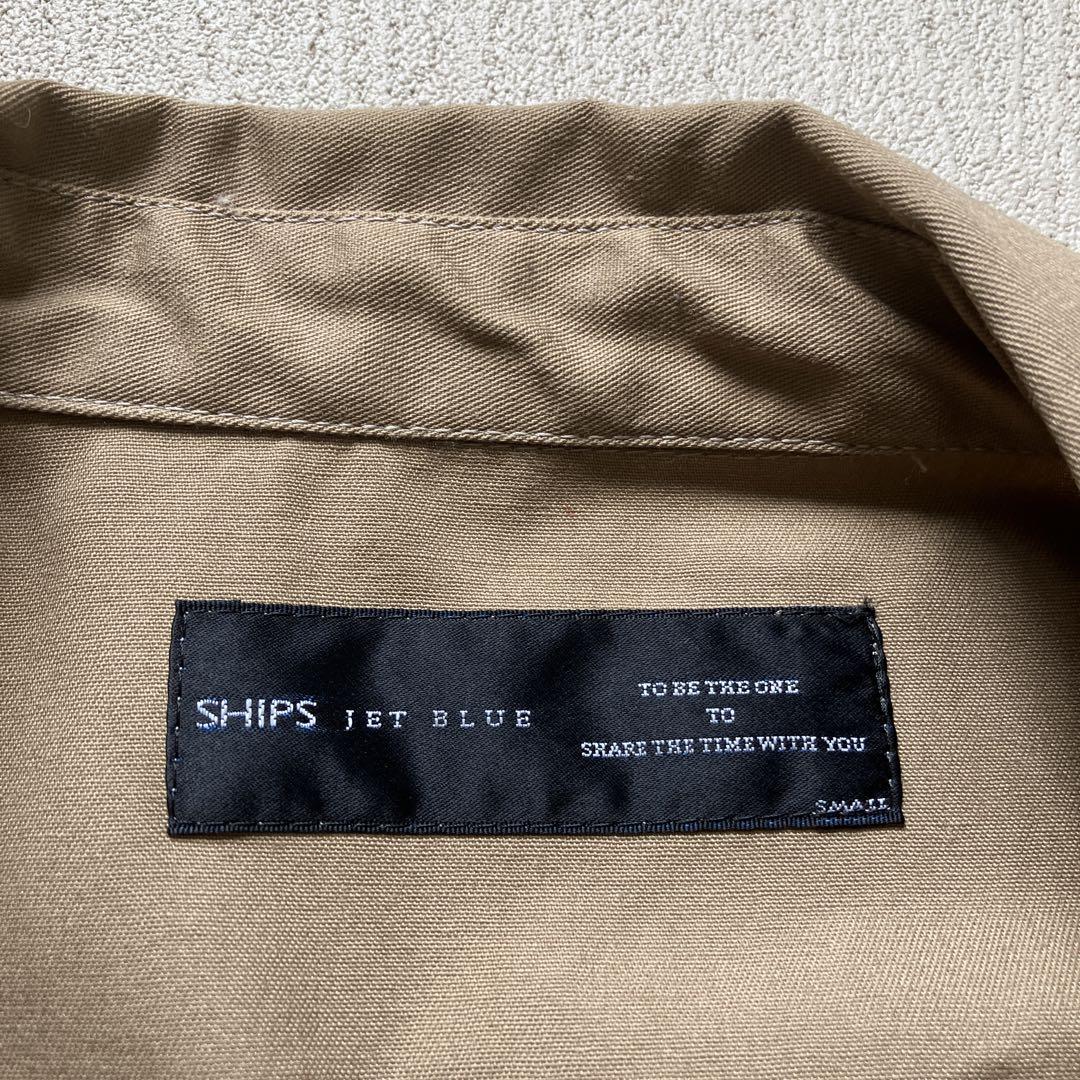 SHIPS JET BLUE
TO BE THE ONE
TO
SHARE THE TIME WITH YOU
SMALL